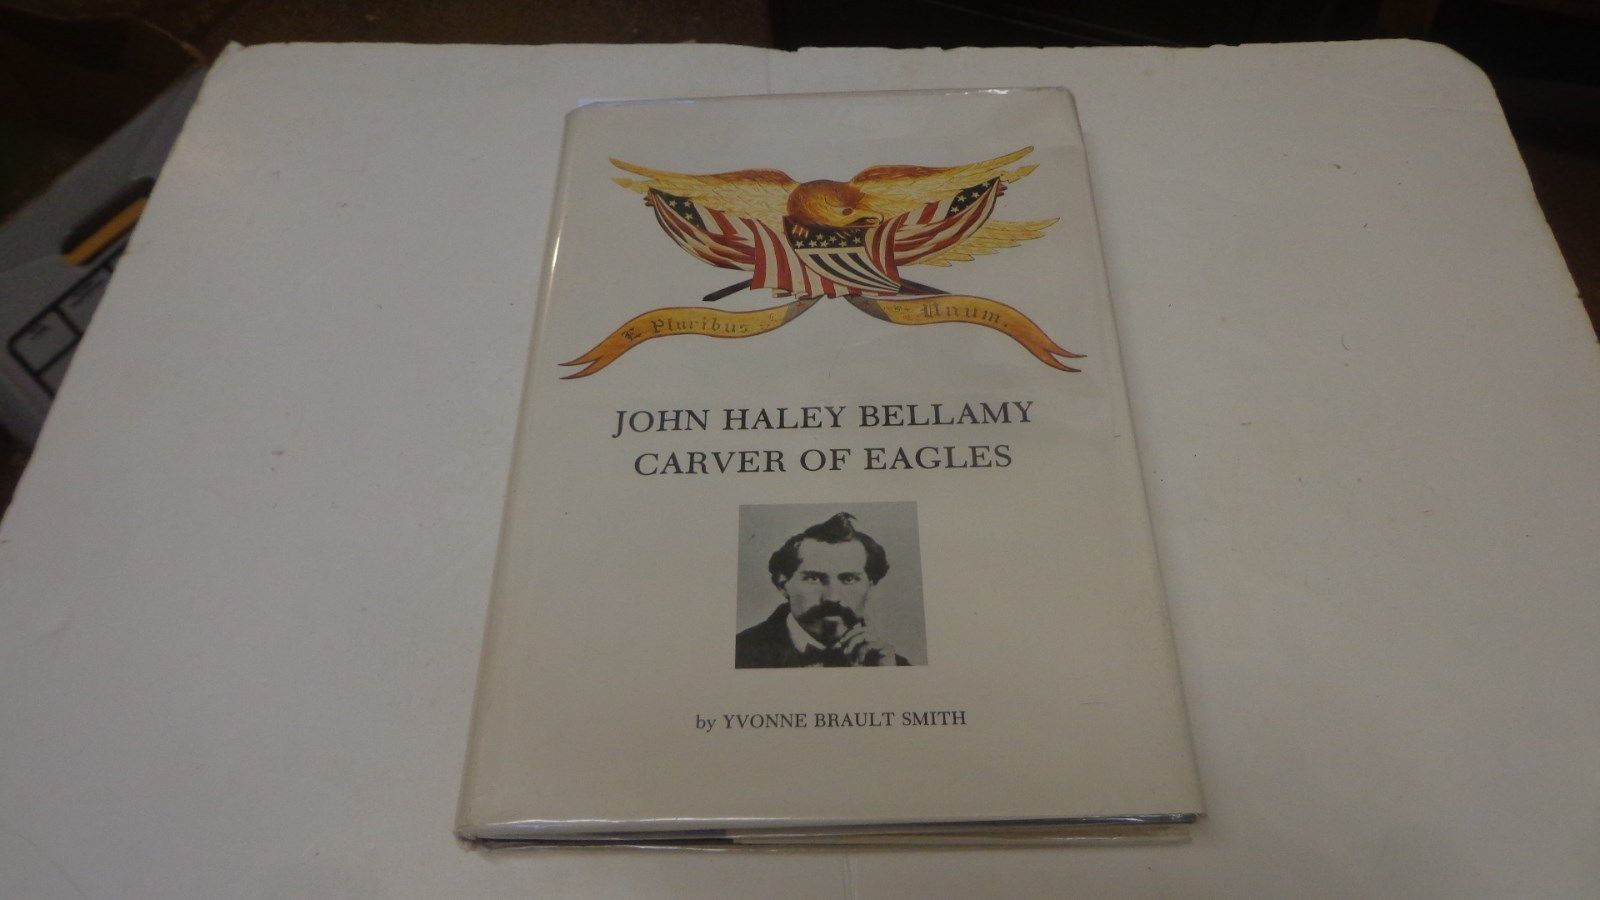 E Pluribus Unum.
JOHN HALEY BELLAMY
CARVER OF EAGLES
by YVONNE BRAULT SMITH